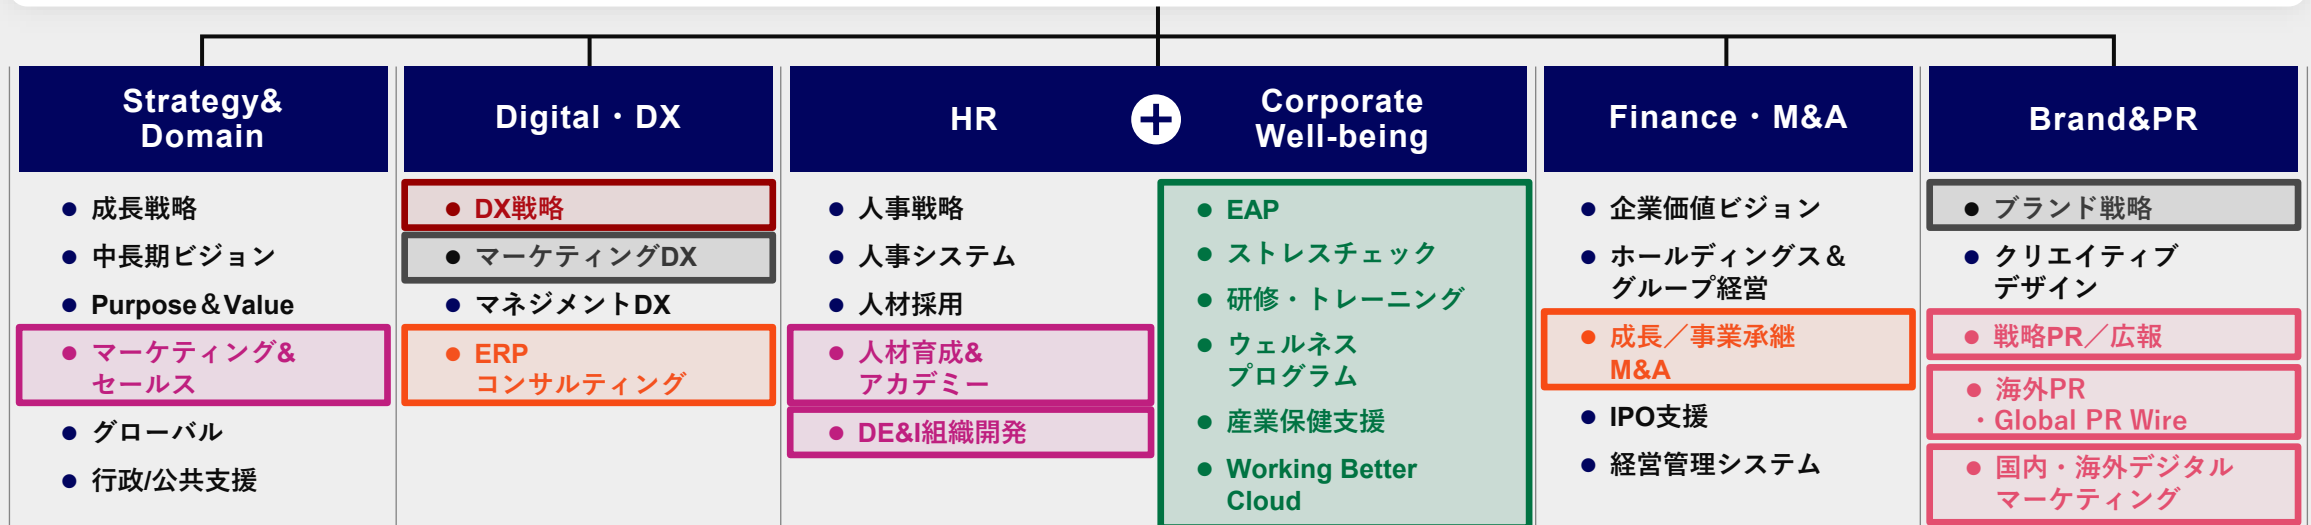 Strategy&
Domain
成長戦略
中長期ビジョン
Purpose＆Value
マーケティング&
セールス
グローバル
行政/公共支援
Digital・DX
DX戦略
マーケティングDX
マネジメントDX
ERP
コンサルティング
HR
人事戦略
人事システム
人材採用
人材育成&
アカデミー
DE&I組織開発
Corporate
Well-being
EAP
ストレスチェック
研修・トレーニング
ウェルネス
プログラム
産業保健支援
Working Better
Cloud
Finance・M&A
企業価値ビジョン
ホールディングス＆
グループ経営
成長／事業承継
M&A
IPO支援
経営管理システム
Brand&PR
ブランド戦略
クリエイティブ
デザイン
戦略PR／広報
海外PR
・Global PR Wire
国内・海外デジタル
マーケティング